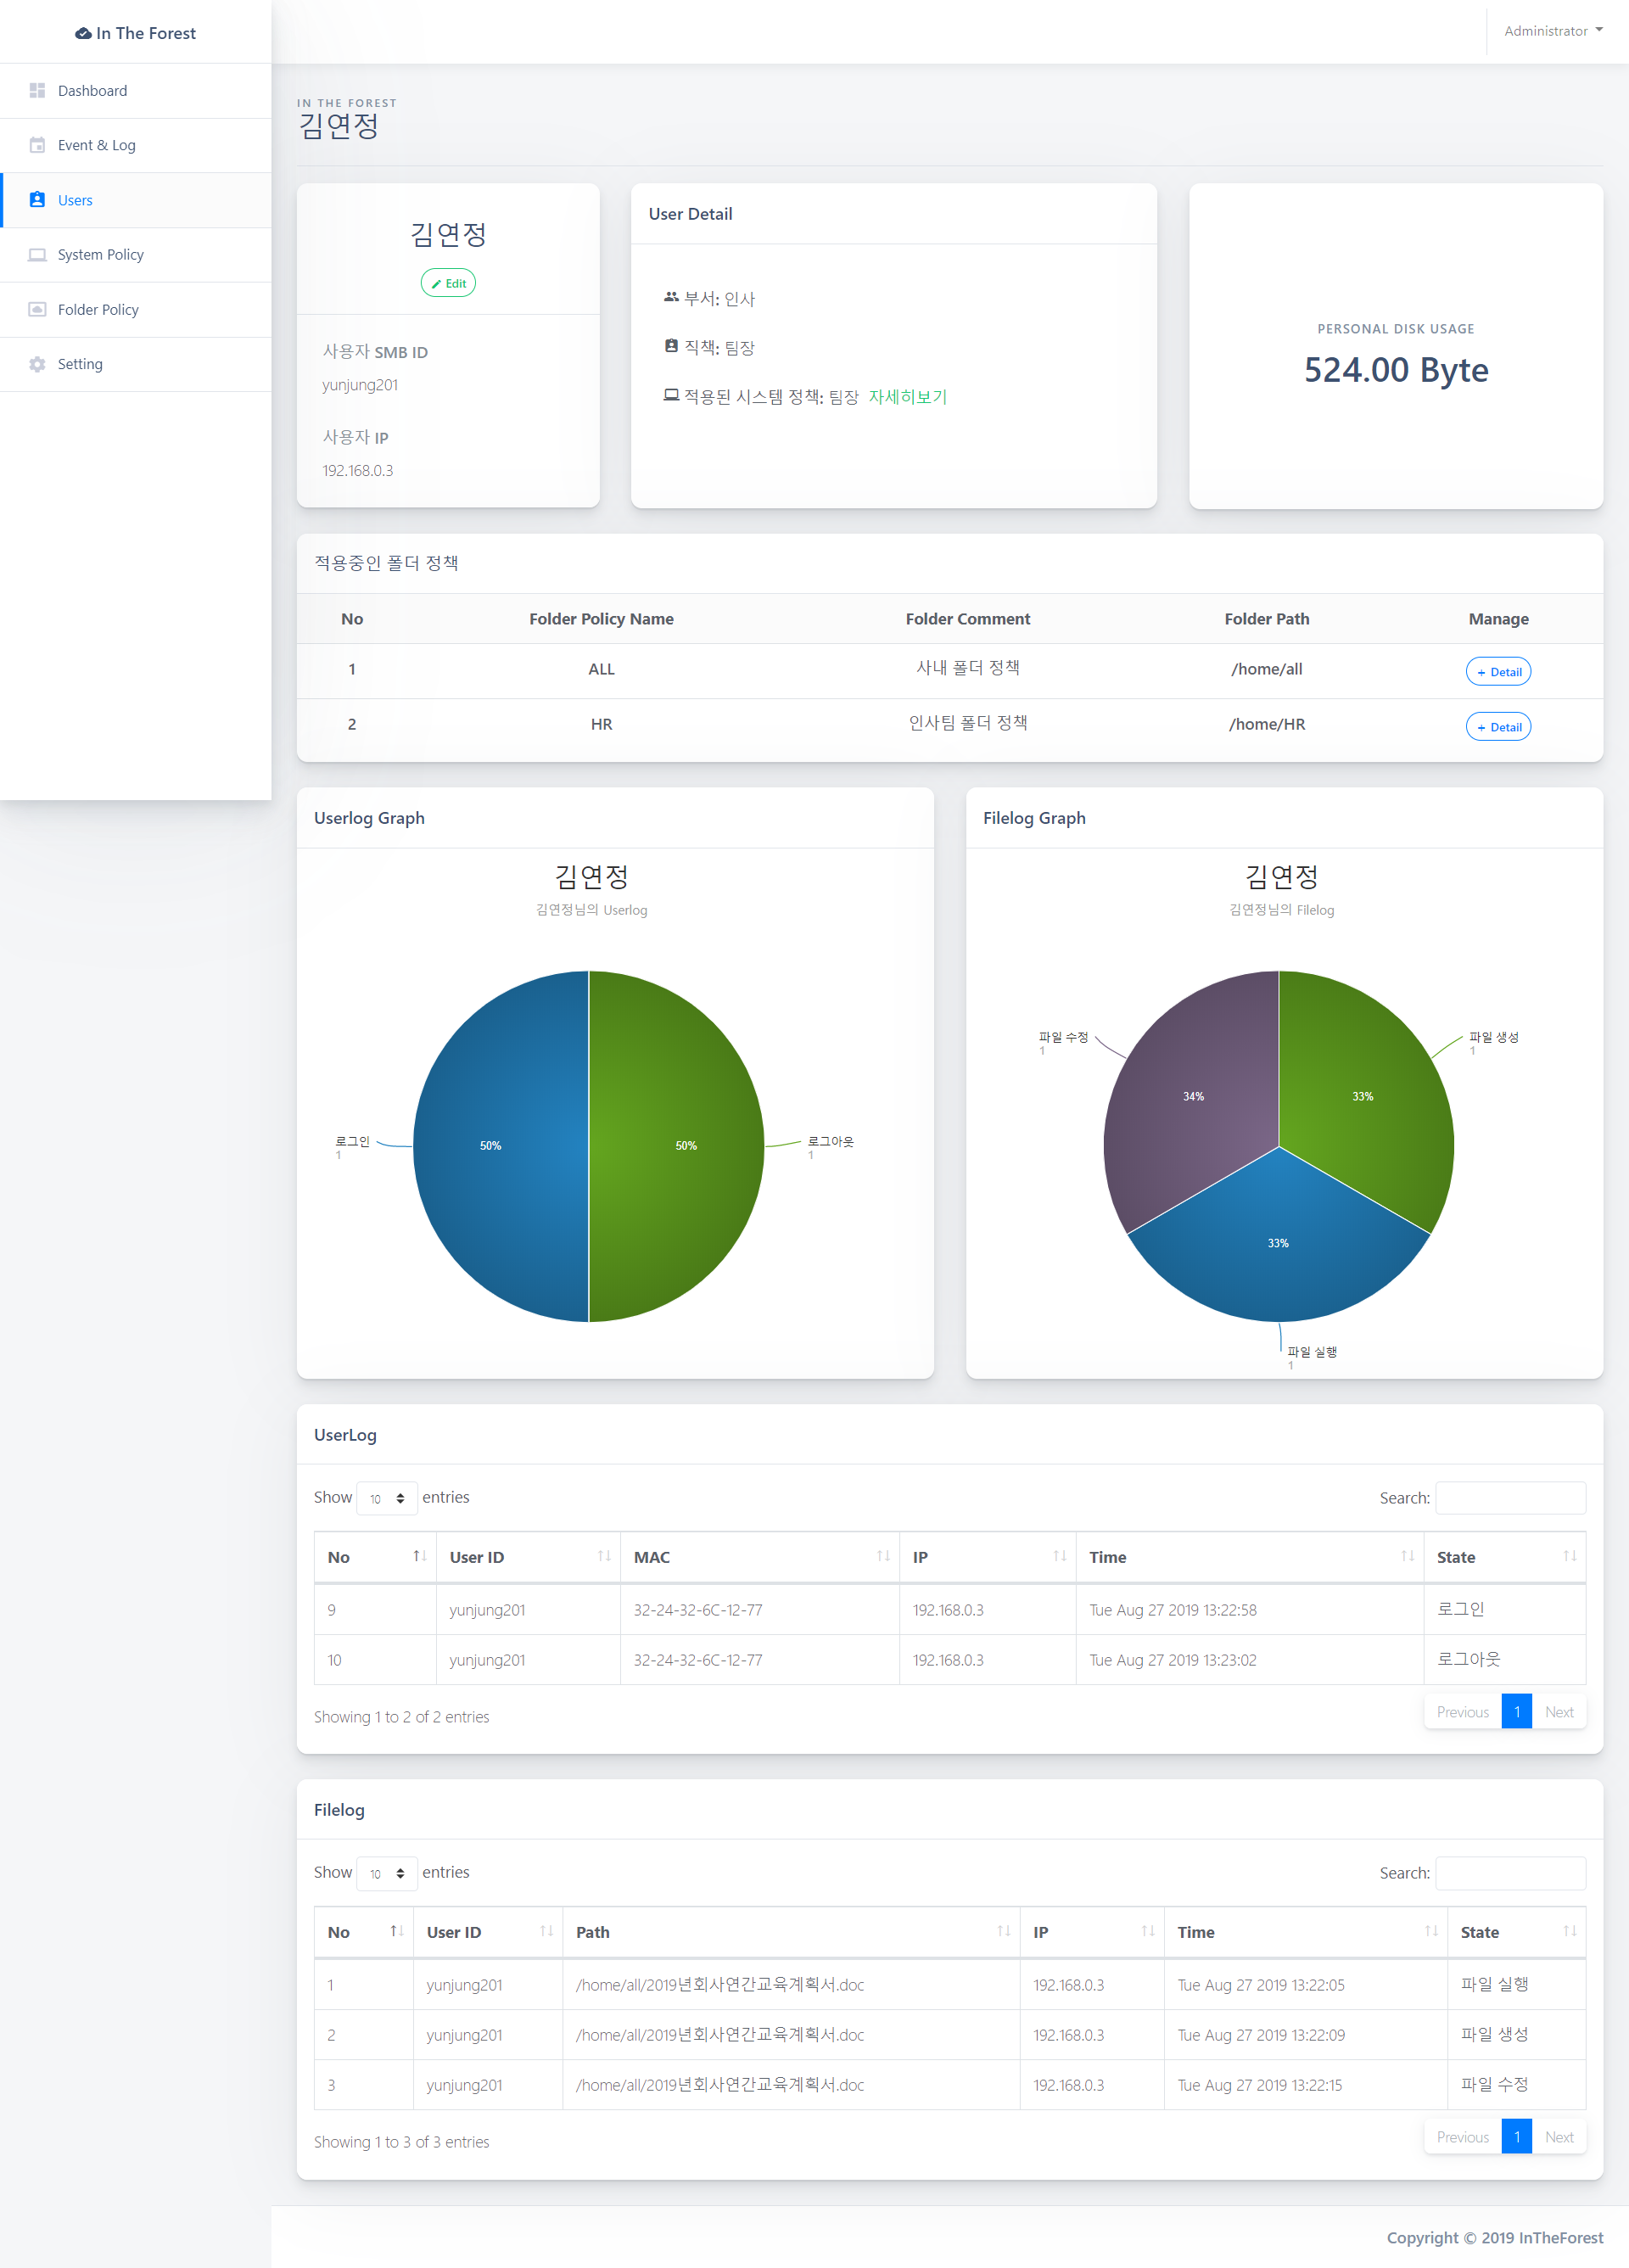 In The Forest
Administrator
Dashboard
Event & Log
Users
System Policy
Folder Policy
Setting
IN THE FOREST
김연정
김연정
Edit
사용자 SMB ID
yunjung201
사용자 IP
192.168.0.3
User Detail
부서: 인사
직책: 팀장
적용된 시스템 정책: 팀장 자세히보기
PERSONAL DISK USAGE
524.00 Byte
적용중인 폴더 정책
No Folder Policy Name Folder Comment Folder Path Manage
1 ALL 사내 폴더 정책 /home/all + Detail
2 HR 인사팀 폴더 정책 /home/HR + Detail
Userlog Graph
김연정
김연정님의 Userlog
로그인
1
50%
50%
로그아웃
1
Filelog Graph
김연정
김연정님의 Filelog
파일 수정
1
파일 생성
1
34%
33%
33%
파일 실행
1
UserLog
Show 10 entries
Search:
No User ID MAC IP Time State
9 yunjung201 32-24-32-6C-12-77 192.168.0.3 Tue Aug 27 2019 13:22:58 로그인
10 yunjung201 32-24-32-6C-12-77 192.168.0.3 Tue Aug 27 2019 13:23:02 로그아웃
Showing 1 to 2 of 2 entries
Previous 1 Next
Filelog
Show 10 entries
Search:
No User ID Path IP Time State
1 yunjung201 /home/all/2019년회사연간교육계획서.doc 192.168.0.3 Tue Aug 27 2019 13:22:05 파일 실행
2 yunjung201 /home/all/2019년회사연간교육계획서.doc 192.168.0.3 Tue Aug 27 2019 13:22:09 파일 생성
3 yunjung201 /home/all/2019년회사연간교육계획서.doc 192.168.0.3 Tue Aug 27 2019 13:22:15 파일 수정
Showing 1 to 3 of 3 entries
Previous 1 Next
Copyright © 2019 InTheForest